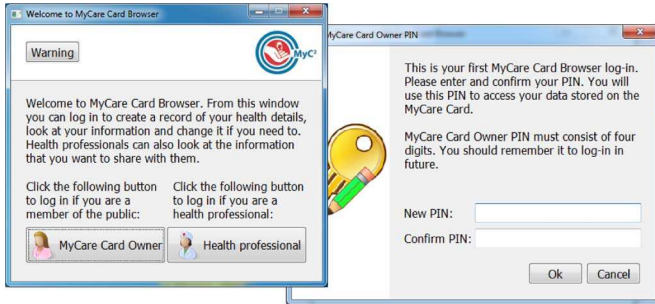 Welcome to MyCare Card Browser
Warning
MyC²
Welcome to MyCare Card Browser. From this window
you can log in to create a record of your health details,
look at your information and change it if you need to.
Health professionals can also look at the information
that you want to share with them.
Click the following button
to log in if you are a
member of the public:
Click the following button
to log in if you are a
health professional:
MyCare Card Owner
Health professional
MyCare Card Owner PIN
This is your first MyCare Card Browser log-in.
Please enter and confirm your PIN. You will
use this PIN to access your data stored on the
MyCare Card.
MyCare Card Owner PIN must consist of four
digits. You should remember it to log-in in
future.
New PIN:
Confirm PIN:
Ok
Cancel